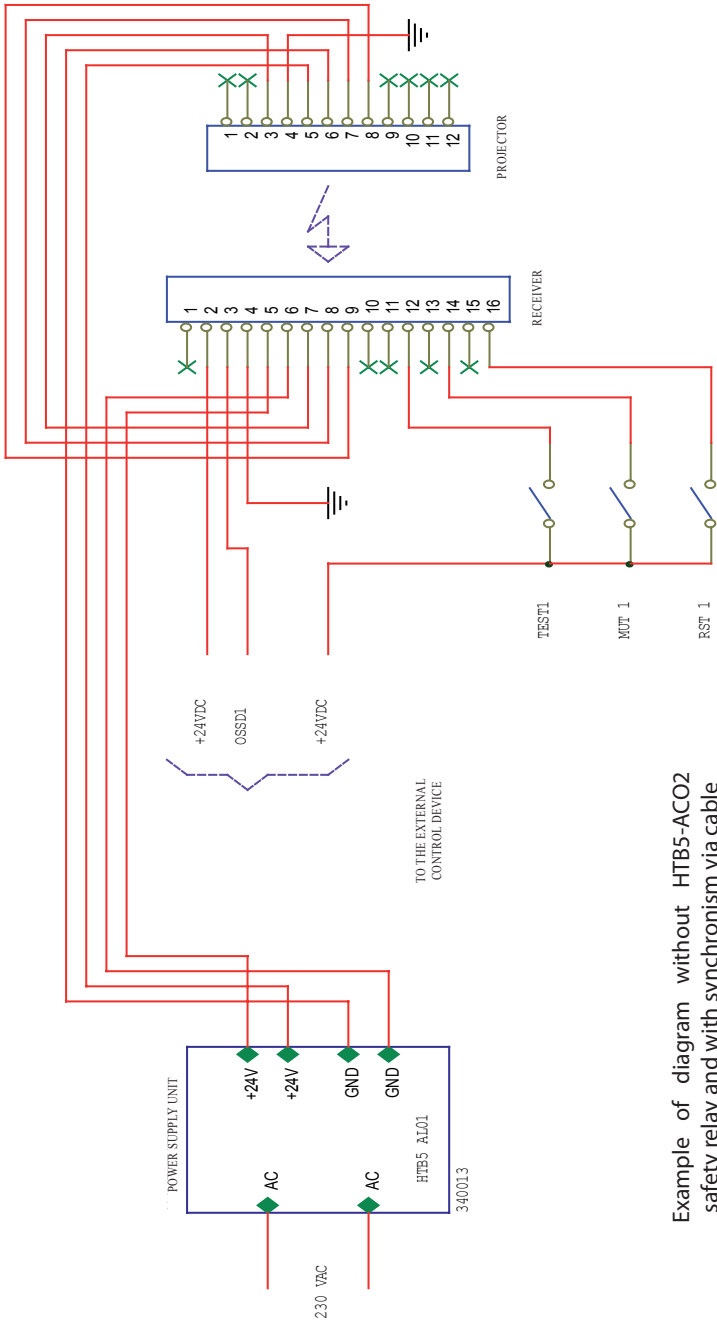 1
2
3
4
5
6
7
8
9
10
11
12
PROJECTOR
1
2
3
4
5
6
7
8
9
10
11
12
13
14
15
16
RECEIVER
+24VDC
OSSD1
+24VDC
TO THE EXTERNAL
CONTROL DEVICE
TEST1
MUT 1
RST 1
POWER SUPPLY UNIT
+24V
+24V
GND
GND
AC
AC
HTB5 AL01
340013
230 VAC
Example of diagram without HTB5-ACO2
safety relay and with synchronism via cable